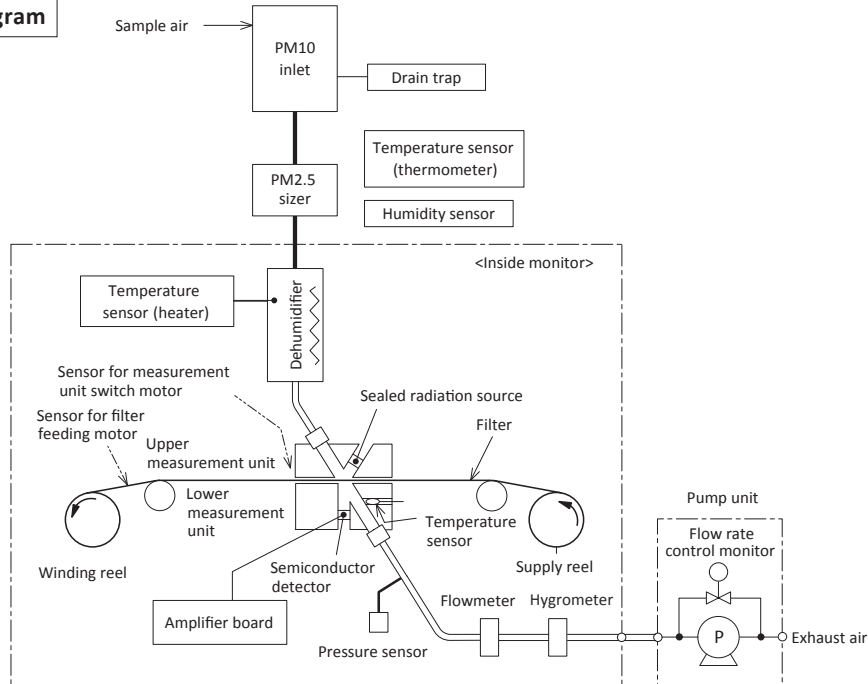 Sample air
PM10
inlet
Drain trap
Temperature sensor
(thermometer)
PM2.5
sizer
Humidity sensor
<Inside monitor>
Temperature
sensor (heater)
Dehumidifier
Sensor for measurement
unit switch motor
Sealed radiation source
Sensor for filter
feeding motor
Filter
Upper
measurement unit
Lower
measurement
unit
Temperature
sensor
Pump unit
Flow rate
control monitor
Winding reel
Semiconductor
detector
Supply reel
Amplifier board
Flowmeter
Hygrometer
P
Exhaust air
Pressure sensor